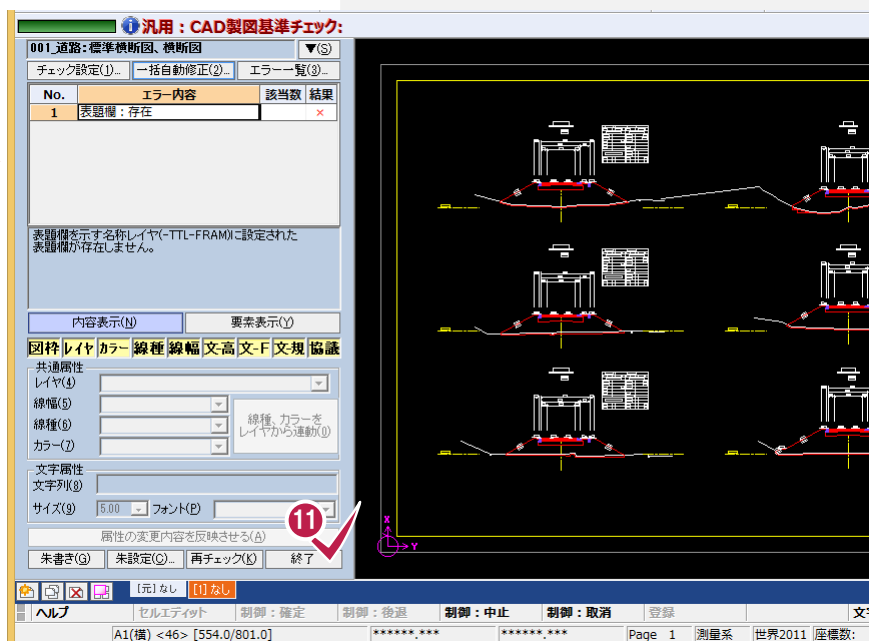 汎用：CAD製図基準チェック:
001_道路：標準横断図、横断図 ▼(S)
チェック設定(1)... 一括自動修正(2)... エラー一覧(3)...
No. エラー内容 該当数 結果
1 表題欄：存在 ×
表題欄を示す名称レイヤ(-TTL-FRAM)に設定された
表題欄が存在しません。
内容表示(N) 要素表示(Y)
図枠 レイヤ カラー 線種 線幅 文-高 文-F 文-規 協議
共通属性
レイヤ(4)
線幅(5)
線種(6)
カラー(7)
線種、カラーを
レイヤから連動(0)
文字属性
文字列(8)
サイズ(9) 5.00 フォント(P)
属性の変更内容を反映させる(A)
朱書き(G) 朱設定(C)... 再チェック(K) 終了
11
X
Y
[元]なし [1]なし
ヘルプ セルエディット 制御：確定 制御：後退 制御：中止 制御：取消 登録 文字
A1(横) <46> [554.0/801.0] ******.*** ******.*** Page 1 測量系 世界2011 座標数: